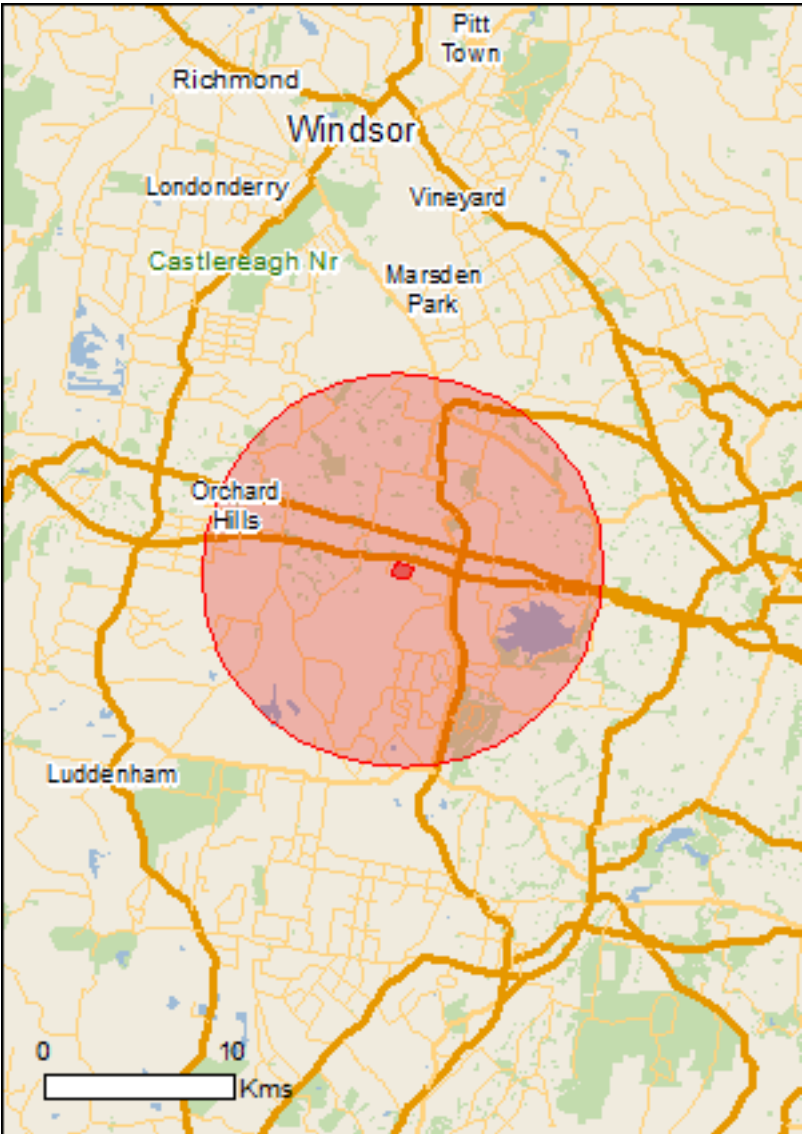 Pitt
Town
Richmond
Windsor
Londonderry
Vineyard
Castlereagh Nr
Marsden
Park
Orchard
Hills
Luddenham
0 10
Kms